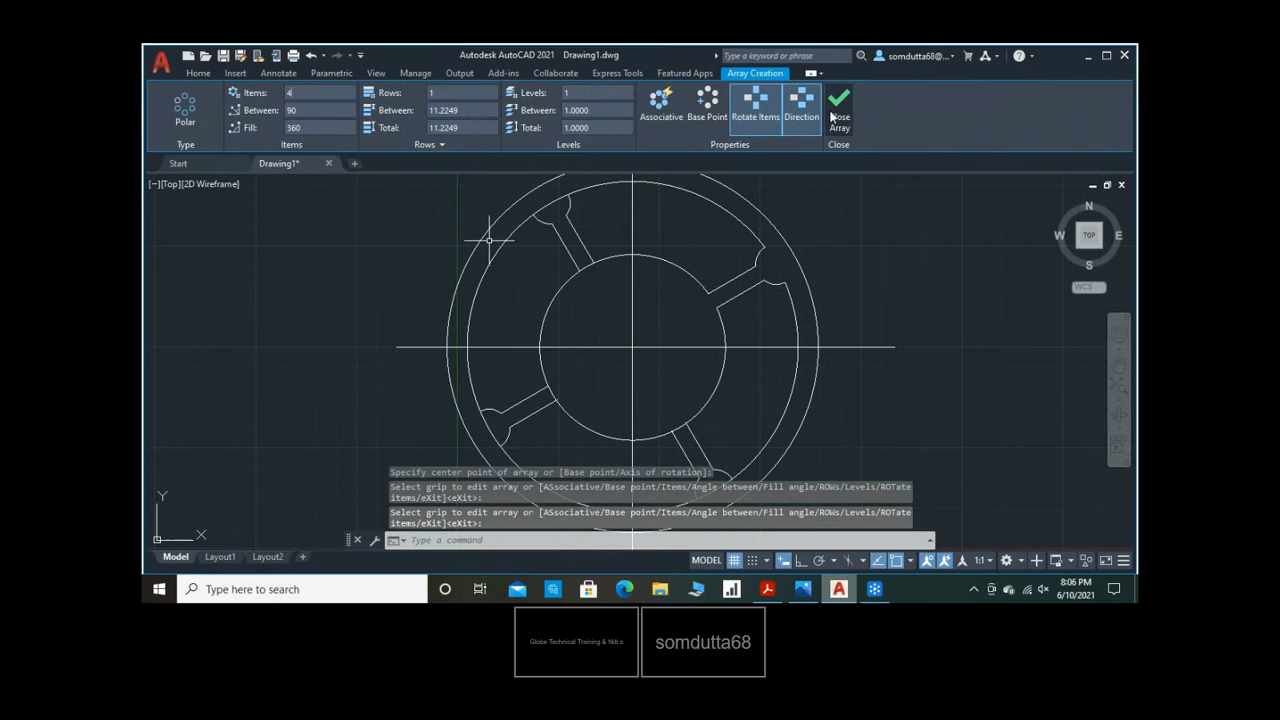 Autodesk AutoCAD 2021 Drawing1.dwg
Type a keyword or phrase
somdutta68@...
Home Insert Annotate Parametric View Manage Output Add-ins Collaborate Express Tools Featured Apps Array Creation
Items: 4 Rows: 1 Levels: 1
Between: 90 Between: 11.2249 Between: 1.0000
Fill: 360 Total: 11.2249 Total: 1.0000
Polar
Associative Base Point Rotate Items Direction
Close
Array
Type Items Rows Levels Properties Close
Start Drawing1*
[−][Top][2D Wireframe]
N
W TOP E
S
WCS
Specify center point of array or [Base point/Axis of rotation]:
Select grip to edit array or [ASsociative/Base point/Items/Angle between/Fill angle/ROWs/Levels/ROTate
items/eXit]<eXit>:
Select grip to edit array or [ASsociative/Base point/Items/Angle between/Fill angle/ROWs/Levels/ROTate
items/eXit]<eXit>:
Type a command
Y
X
Model Layout1 Layout2
MODEL 1:1
Type here to search
8:06 PM
6/10/2021
Globe Technical Training & Ndt s
somdutta68